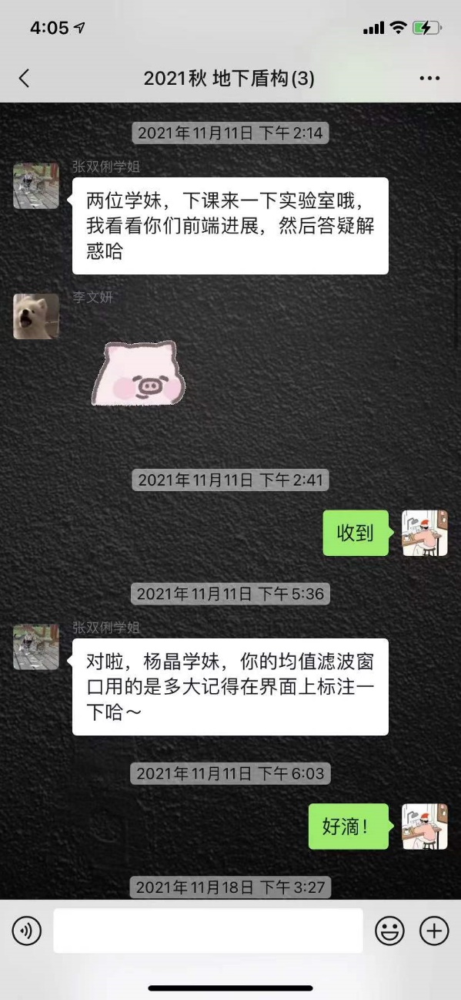 4:05
2021秋 地下盾构(3)
2021年11月11日 下午2:14
张双俐学姐
两位学妹，下课来一下实验室哦，
我看看你们前端进展，然后答疑解
惑哈
李文妍
2021年11月11日 下午2:41
收到
2021年11月11日 下午5:36
张双俐学姐
对啦，杨晶学妹，你的均值滤波窗
口用的是多大记得在界面上标注一
下哈～
2021年11月11日 下午6:03
好滴！
2021年11月18日 下午3:27